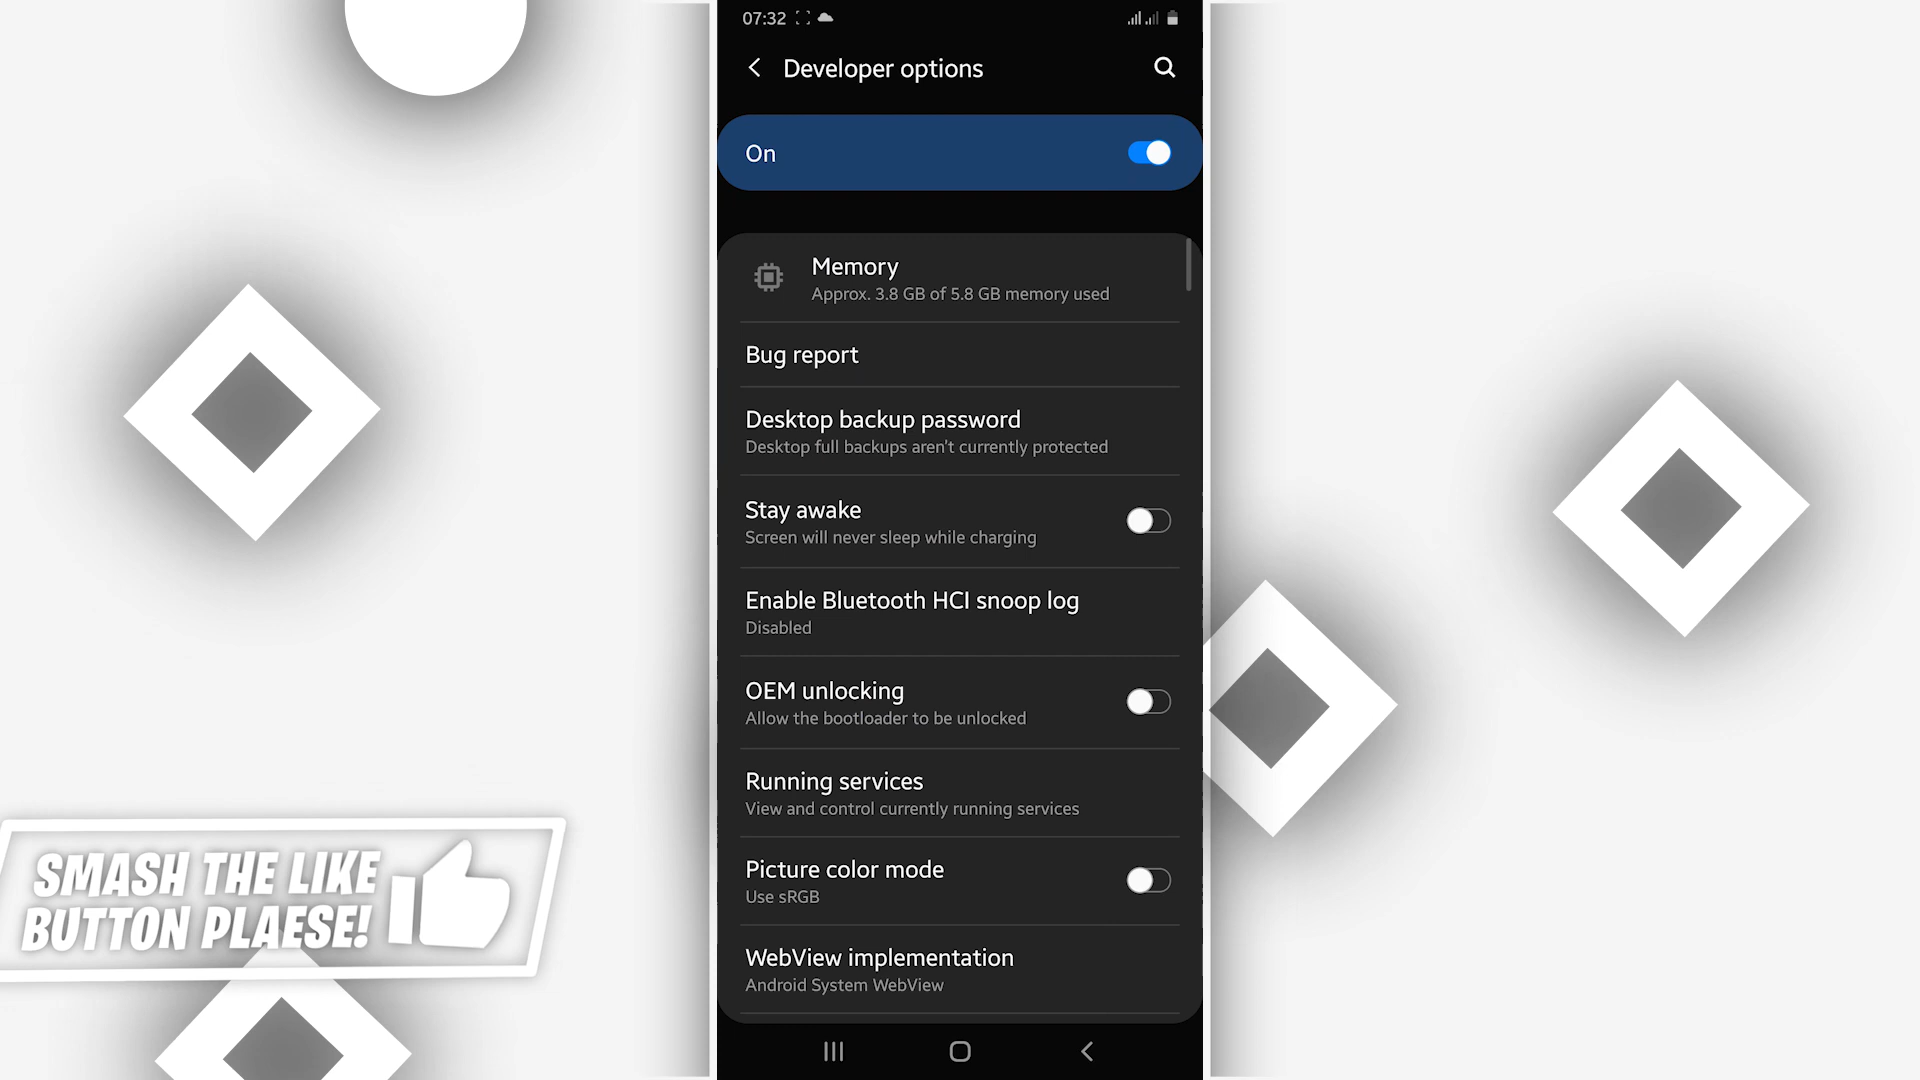 07:32
Developer options
On
Memory
Approx. 3.8 GB of 5.8 GB memory used
Bug report
Desktop backup password
Desktop full backups aren't currently protected
Stay awake
Screen will never sleep while charging
Enable Bluetooth HCI snoop log
Disabled
OEM unlocking
Allow the bootloader to be unlocked
Running services
View and control currently running services
Picture color mode
Use sRGB
WebView implementation
Android System WebView
SMASH THE LIKE
BUTTON PLAESE!